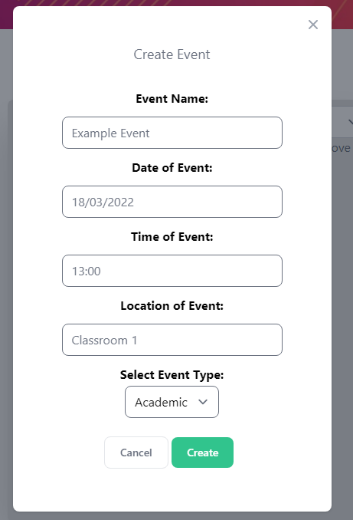 Create Event
Event Name:
Example Event
Date of Event:
18/03/2022
Time of Event:
13:00
Location of Event:
Classroom 1
Select Event Type:
Academic
Cancel Create